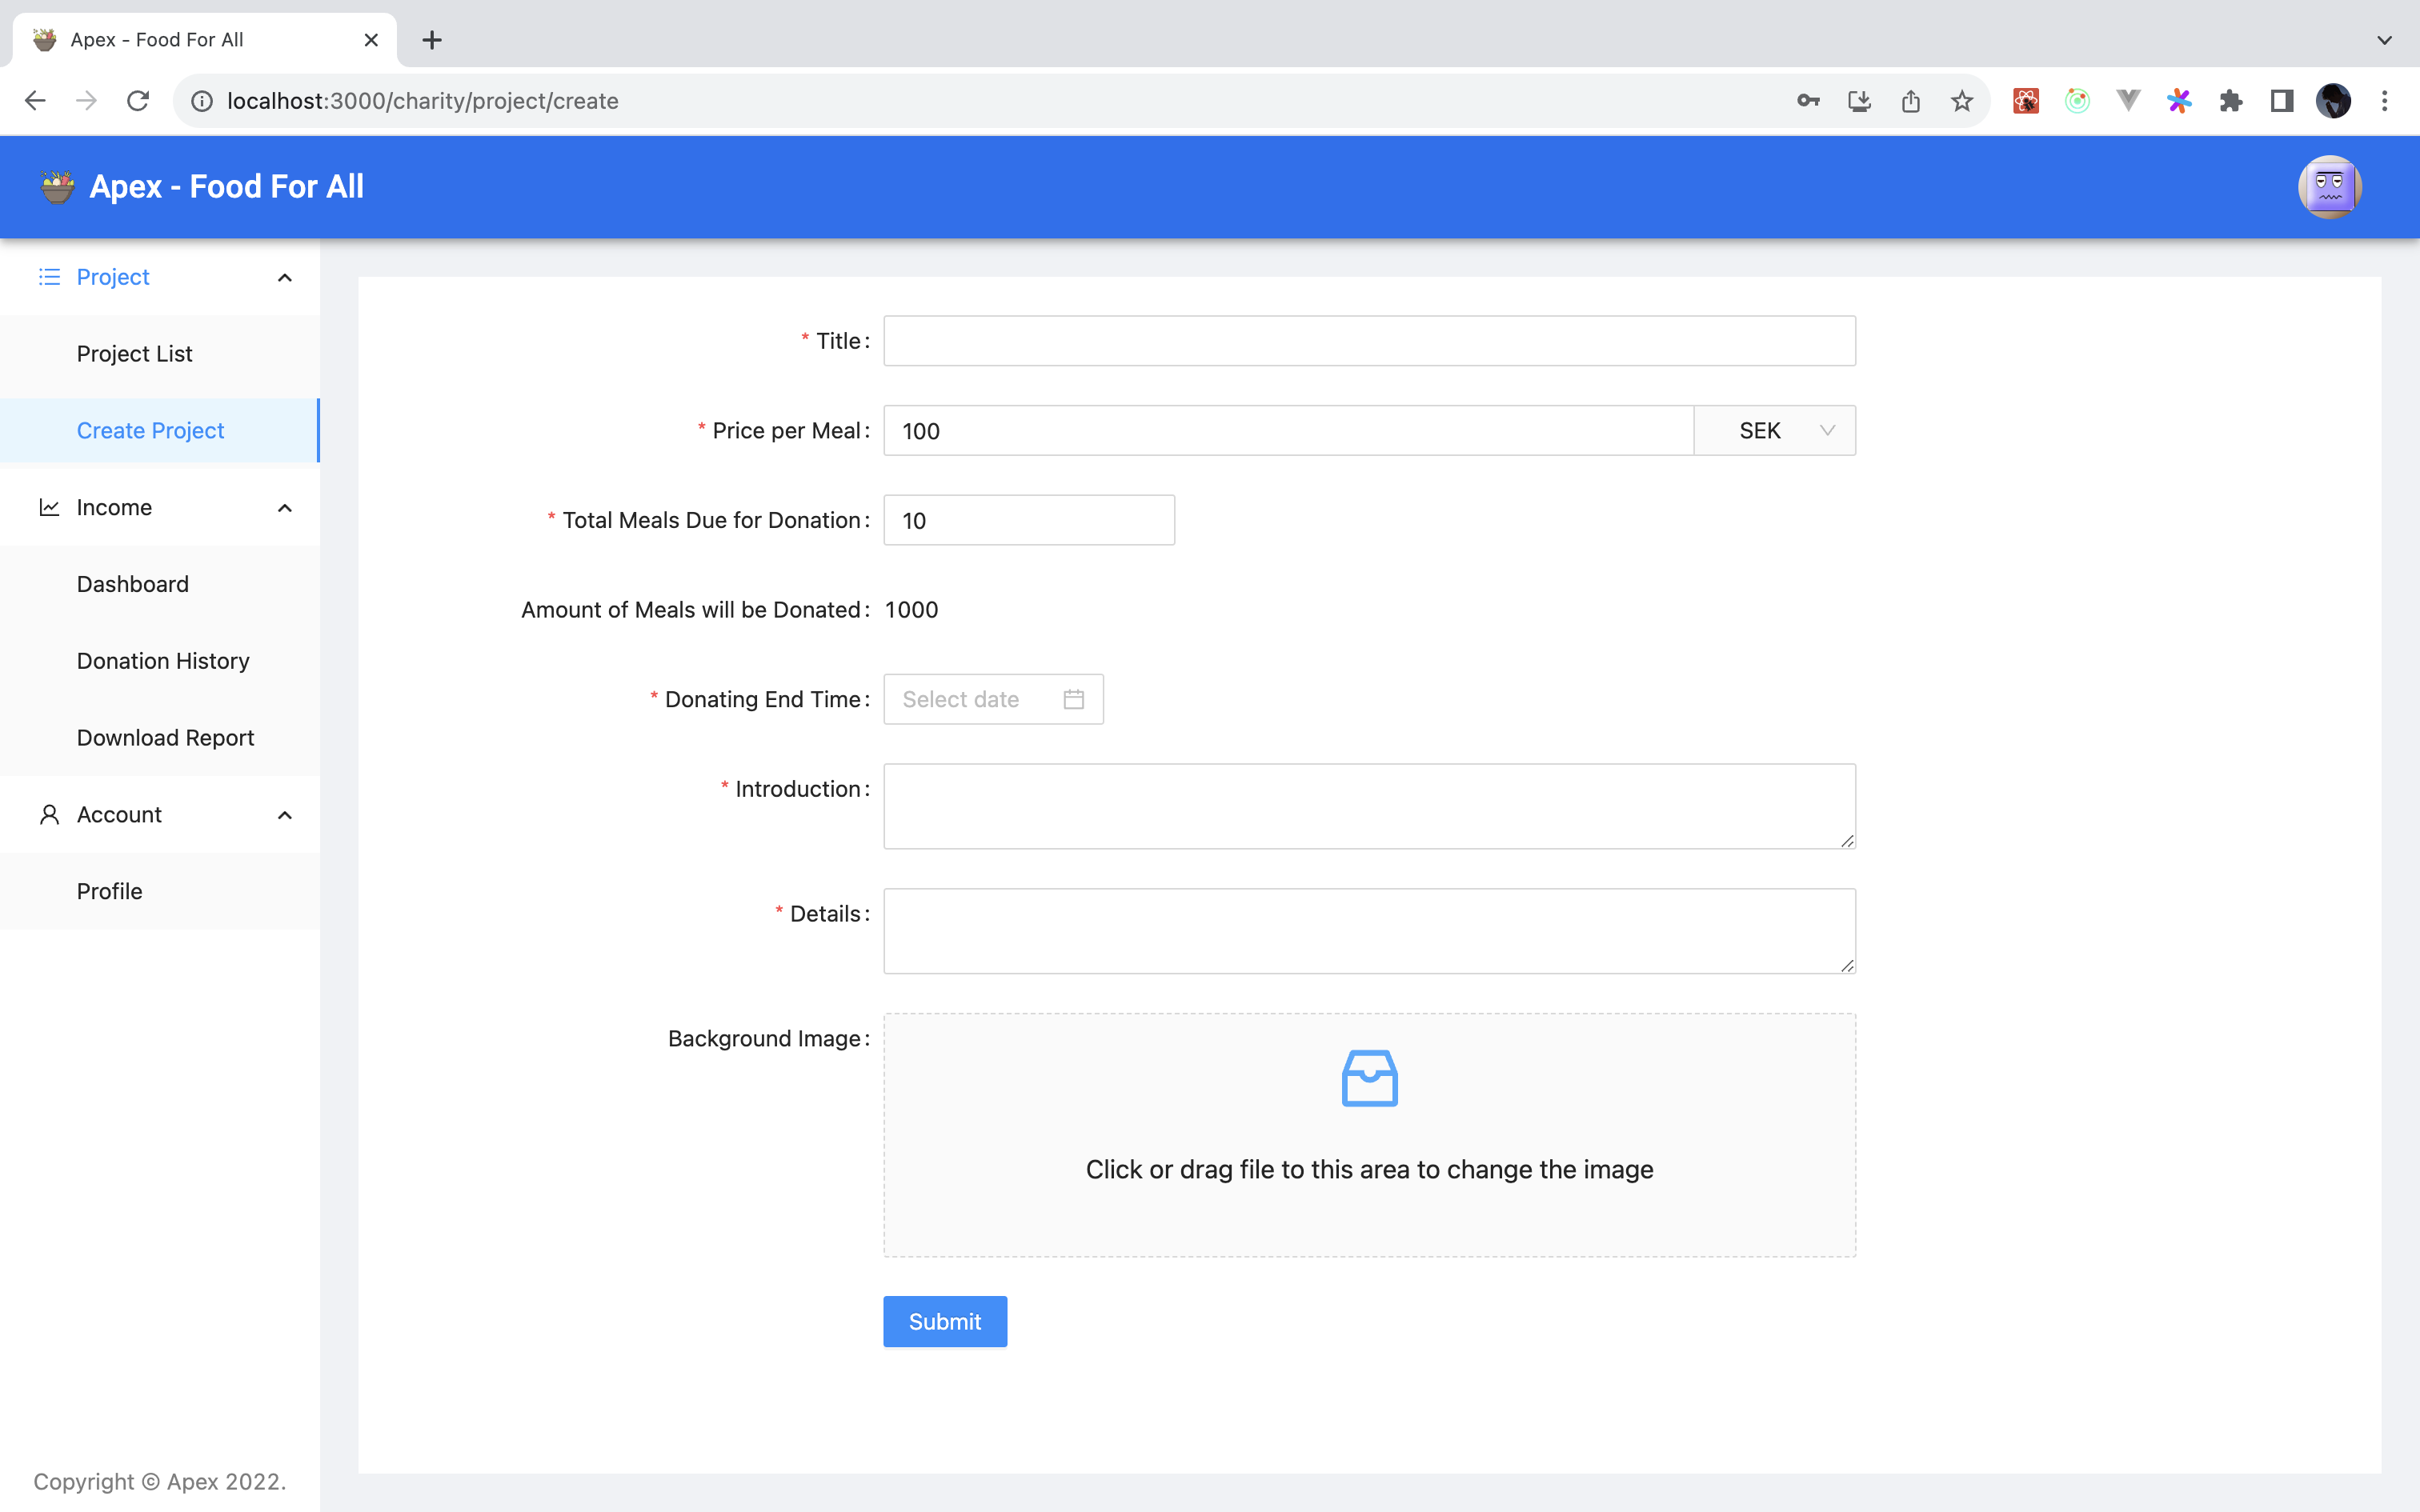 Apex - Food For All
localhost:3000/charity/project/create
Apex - Food For All
Project
Project List
Create Project
Income
Dashboard
Donation History
Download Report
Account
Profile
Copyright © Apex 2022.
* Title:
* Price per Meal: 100 SEK
* Total Meals Due for Donation: 10
Amount of Meals will be Donated: 1000
* Donating End Time: Select date
* Introduction:
* Details:
Background Image:
Click or drag file to this area to change the image
Submit